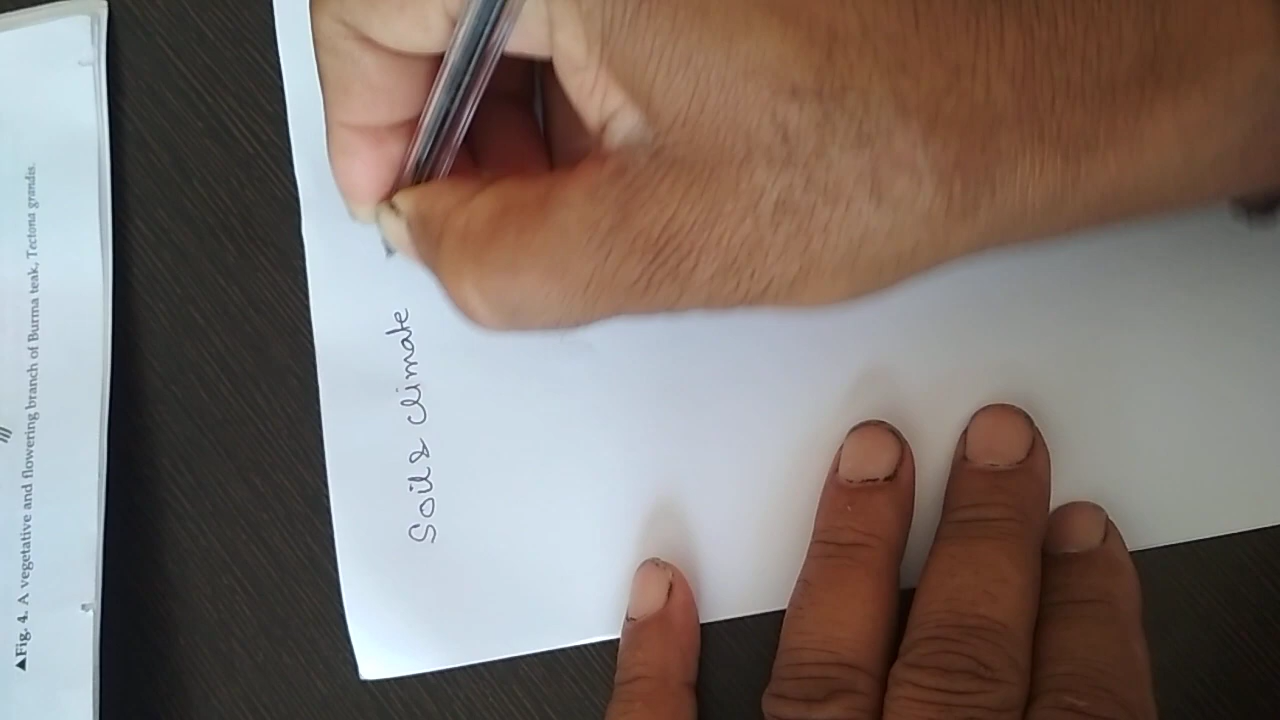 ▲Fig. 4. A vegetative and flowering branch of Burma teak, Tectona grandis.
Soil & climate